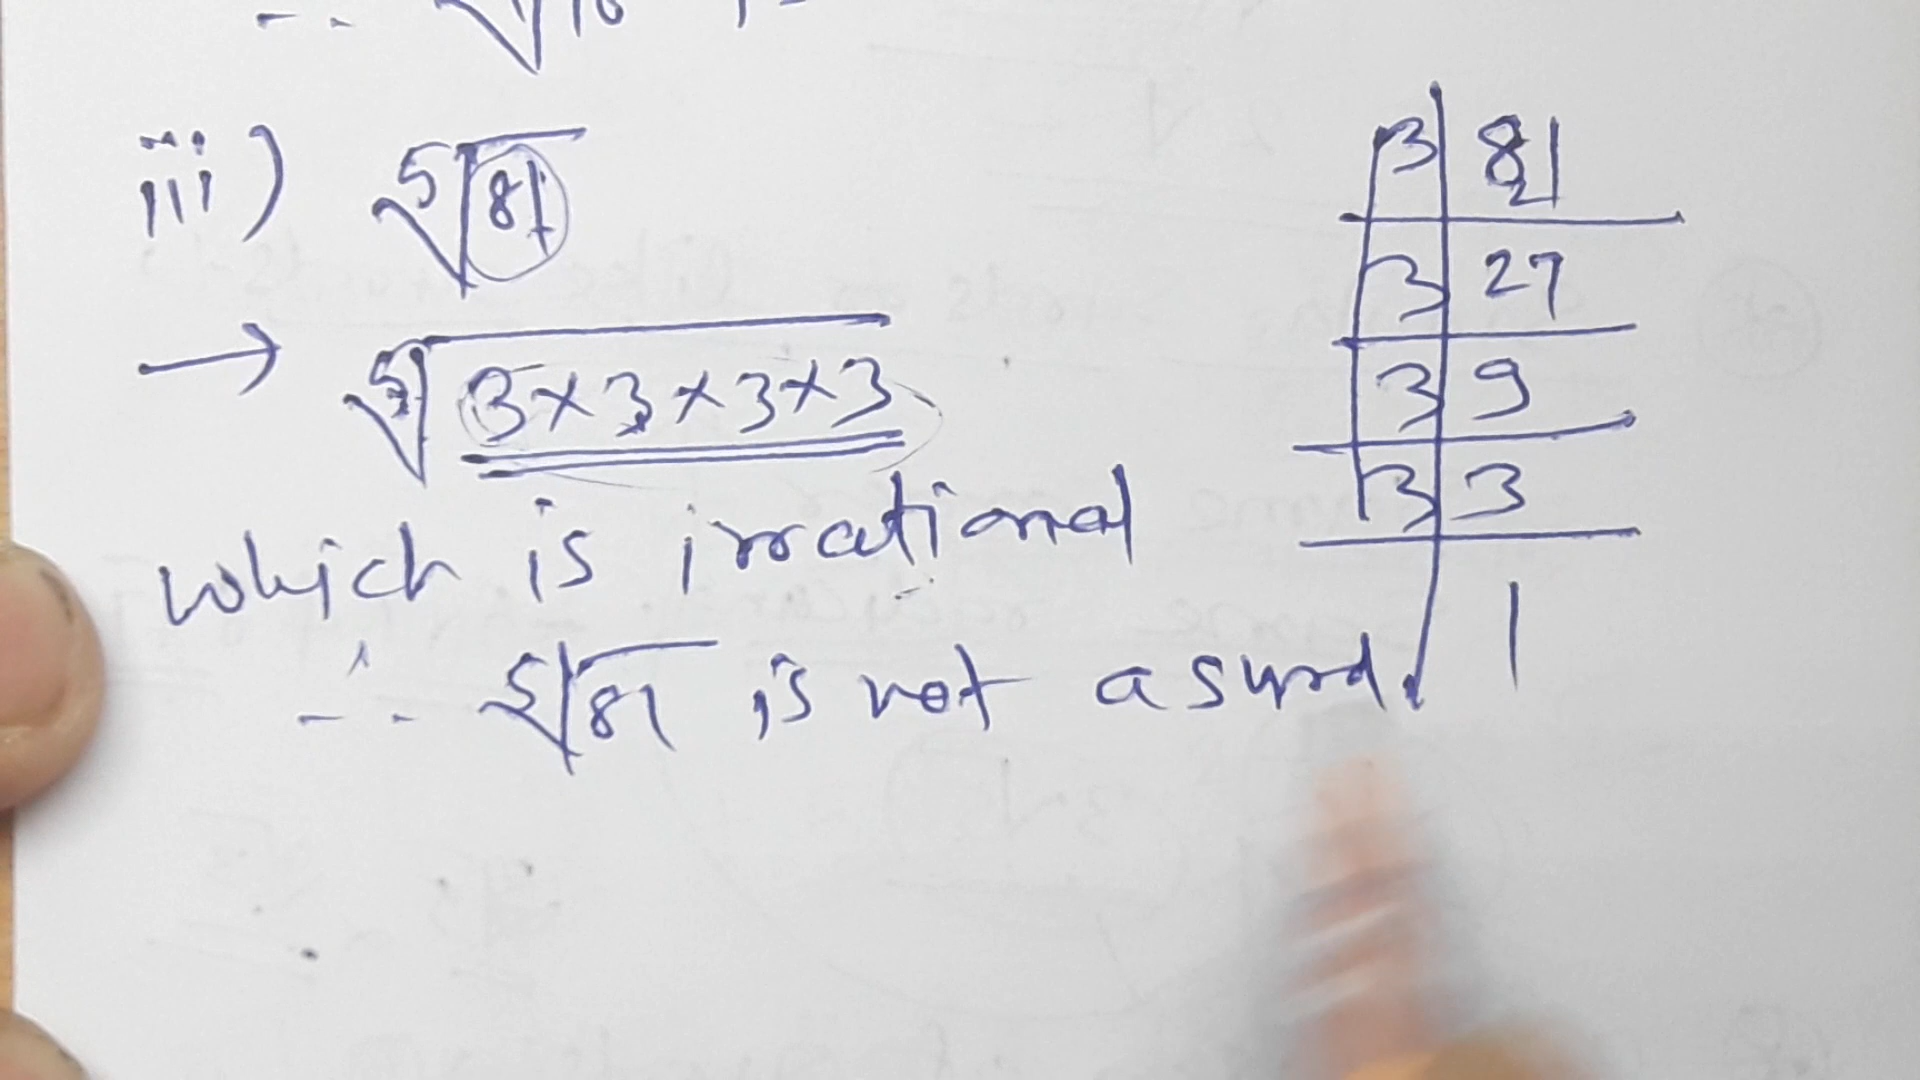 iii) ⁵√81
→ ⁵√3×3×3×3
which is irrational
∴ ⁵√81 is not a surd.
3 | 81
3 | 27
3 | 9
3 | 3
| 1